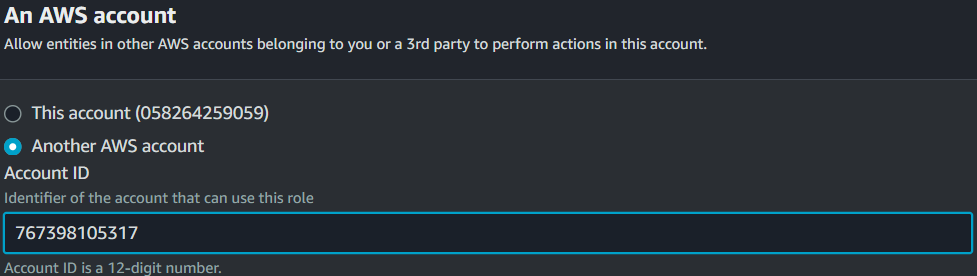 An AWS account
Allow entities in other AWS accounts belonging to you or a 3rd party to perform actions in this account.
This account (058264259059)
Another AWS account
Account ID
Identifier of the account that can use this role
767398105317
Account ID is a 12-digit number.